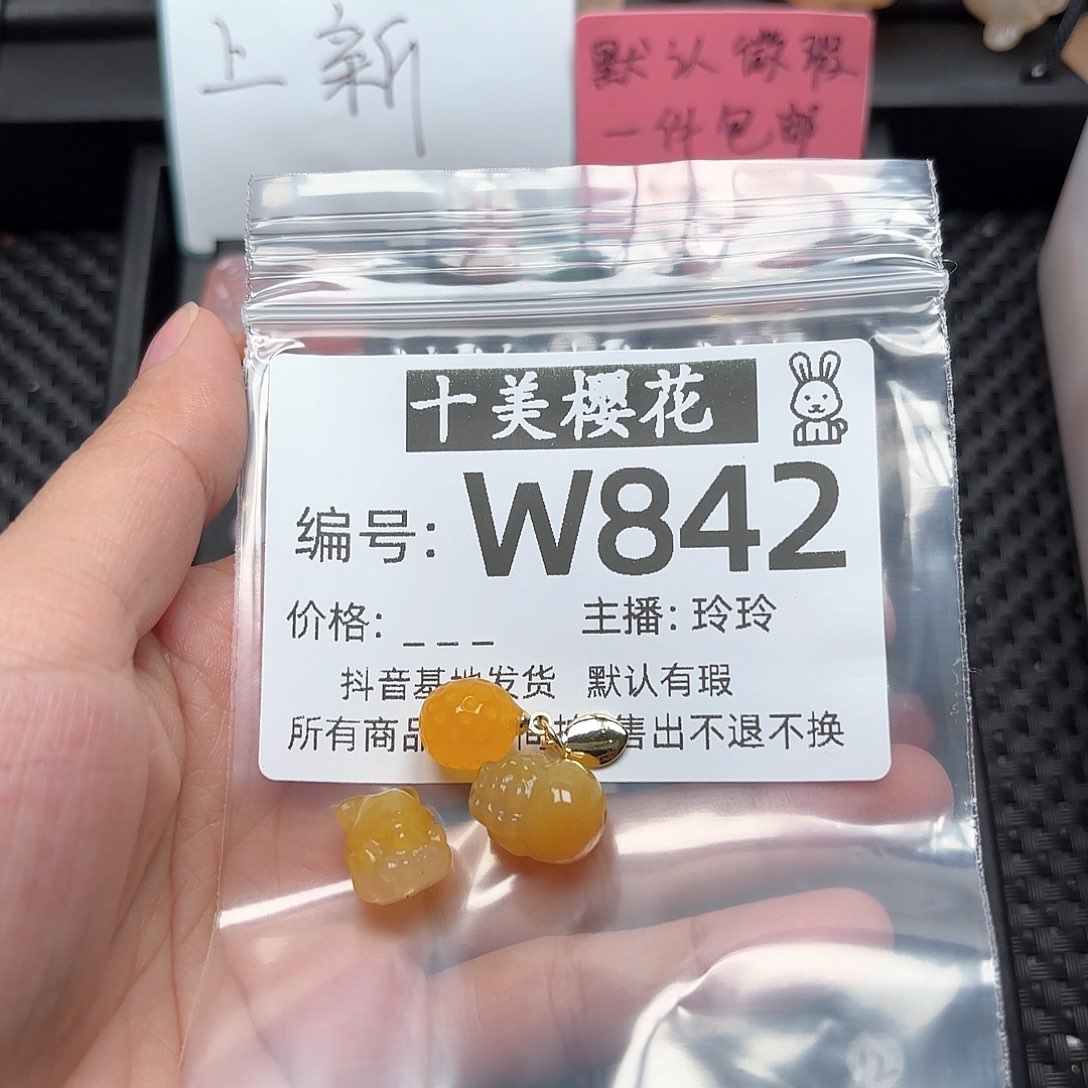 上新
默认微瑕
一件包邮
十美樱花
编号: W842
价格: _ _ _ 主播: 玲玲
抖音基地发货 默认有瑕
所有商品 售出不退不换